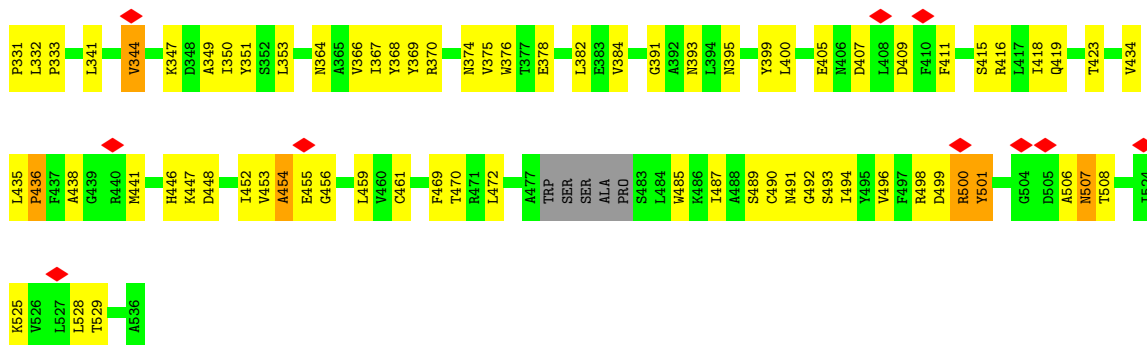 P331 L332 P333 L341 V344 K347 D348 A349 I350 Y351 S352 L353 N364 A365 V366 I367 Y368 Y369 R370 N374 V375 W376 T377 E378 L382 E383 V384 G391 A392 N393 L394 N395 Y399 L400 E405 N406 D407 L408 D409 F410 F411 S415 R416 L417 I418 Q419 T423 V434
L435 P436 F437 A438 G439 R440 M441 H446 K447 D448 I452 V453 A454 E455 G456 L459 V460 C461 F469 T470 R471 L472 A477 TRP SER SER ALA PRO S483 L484 W485 K486 I487 A488 S489 C490 N491 G492 S493 I494 Y495 V496 F497 R498 D499 R500 Y501 G504 D505 A506 N507 T508
K525 V526 L527 L528 T529 A536